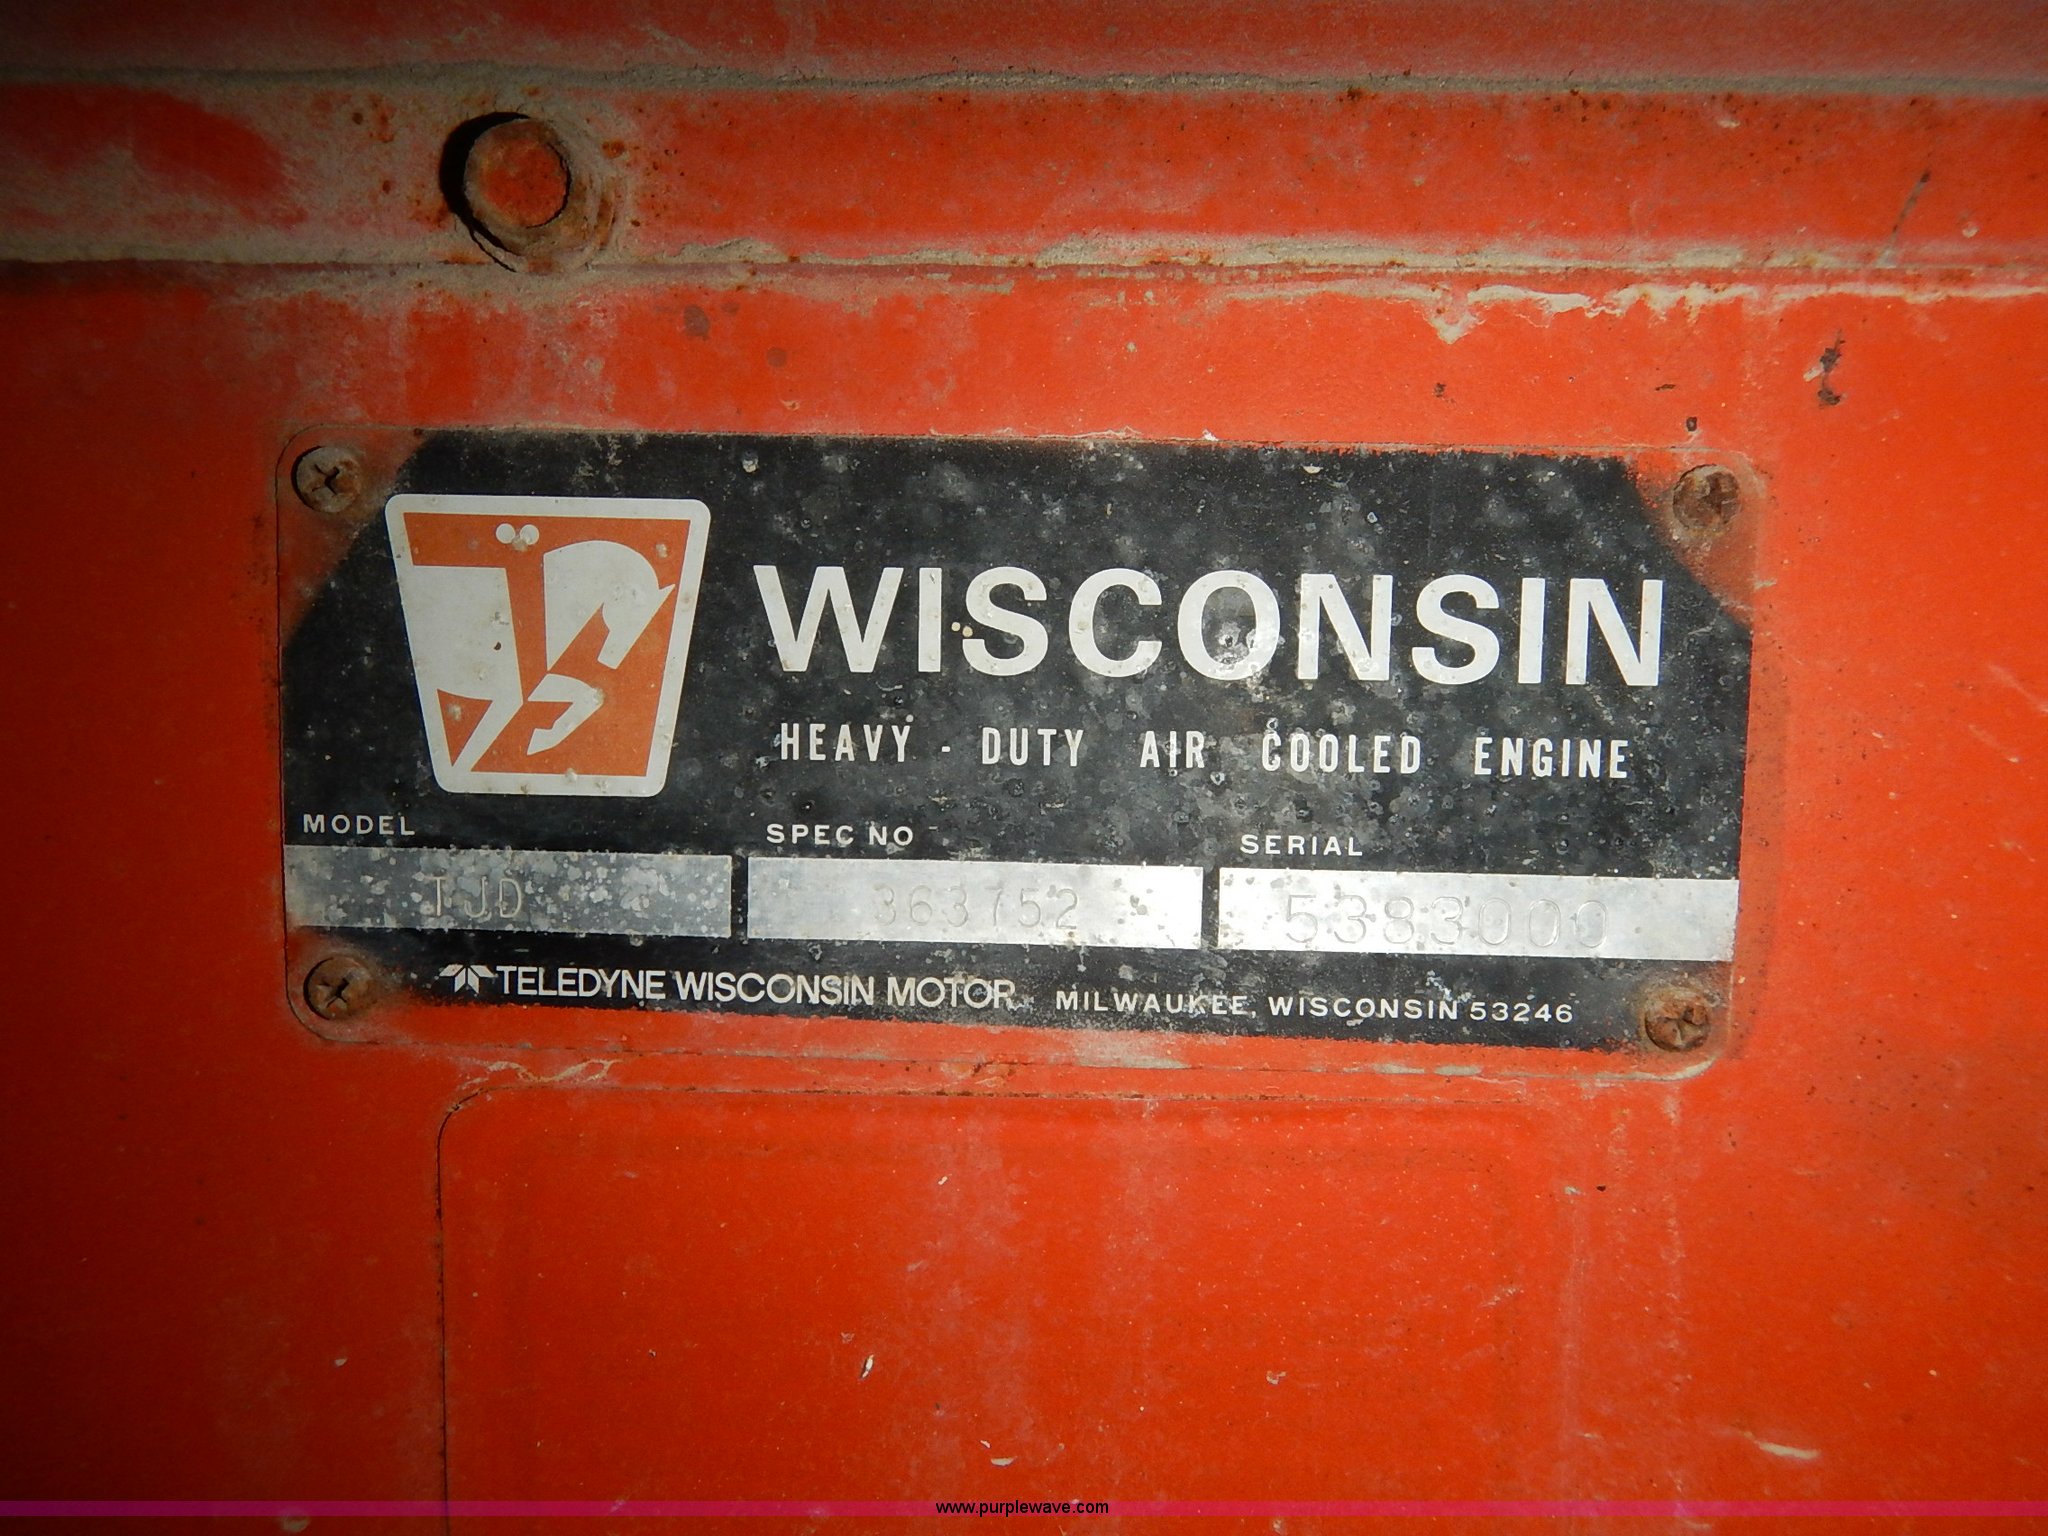 WISCONSIN
HEAVY - DUTY AIR COOLED ENGINE
MODEL SPEC NO SERIAL
TJD 363752 5383000
TELEDYNE WISCONSIN MOTOR MILWAUKEE, WISCONSIN 53246
www.purplewave.com